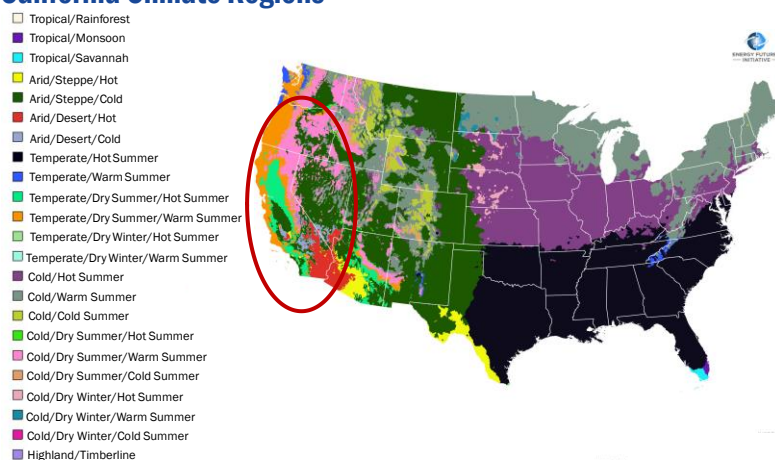 California Climate Regions
Tropical/Rainforest
Tropical/Monsoon
Tropical/Savannah
Arid/Steppe/Hot
Arid/Steppe/Cold
Arid/Desert/Hot
Arid/Desert/Cold
Temperate/Hot Summer
Temperate/Warm Summer
Temperate/Dry Summer/Hot Summer
Temperate/Dry Summer/Warm Summer
Temperate/Dry Winter/Hot Summer
Temperate/Dry Winter/Warm Summer
Cold/Hot Summer
Cold/Warm Summer
Cold/Cold Summer
Cold/Dry Summer/Hot Summer
Cold/Dry Summer/Warm Summer
Cold/Dry Summer/Cold Summer
Cold/Dry Winter/Hot Summer
Cold/Dry Winter/Warm Summer
Cold/Dry Winter/Cold Summer
Highland/Timberline
ENERGY FUTURES
INITIATIVE